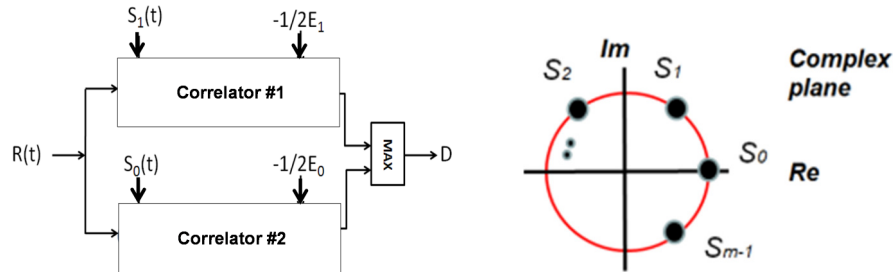 S₁(t)
-1/2E₁
Correlator #1
R(t)
MAX
D
S₀(t)
-1/2E₀
Correlator #2
Im
Complex
plane
S₂
S₁
S₀
Re
Sₘ₋₁